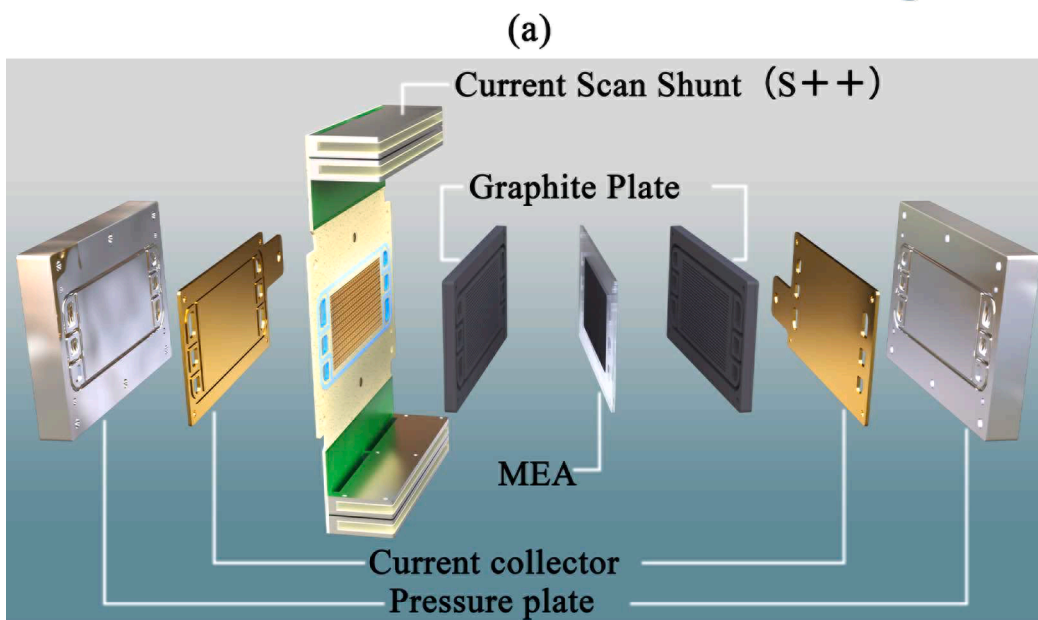 (a)
Current Scan Shunt（S＋＋）
Graphite Plate
MEA
Current collector
Pressure plate